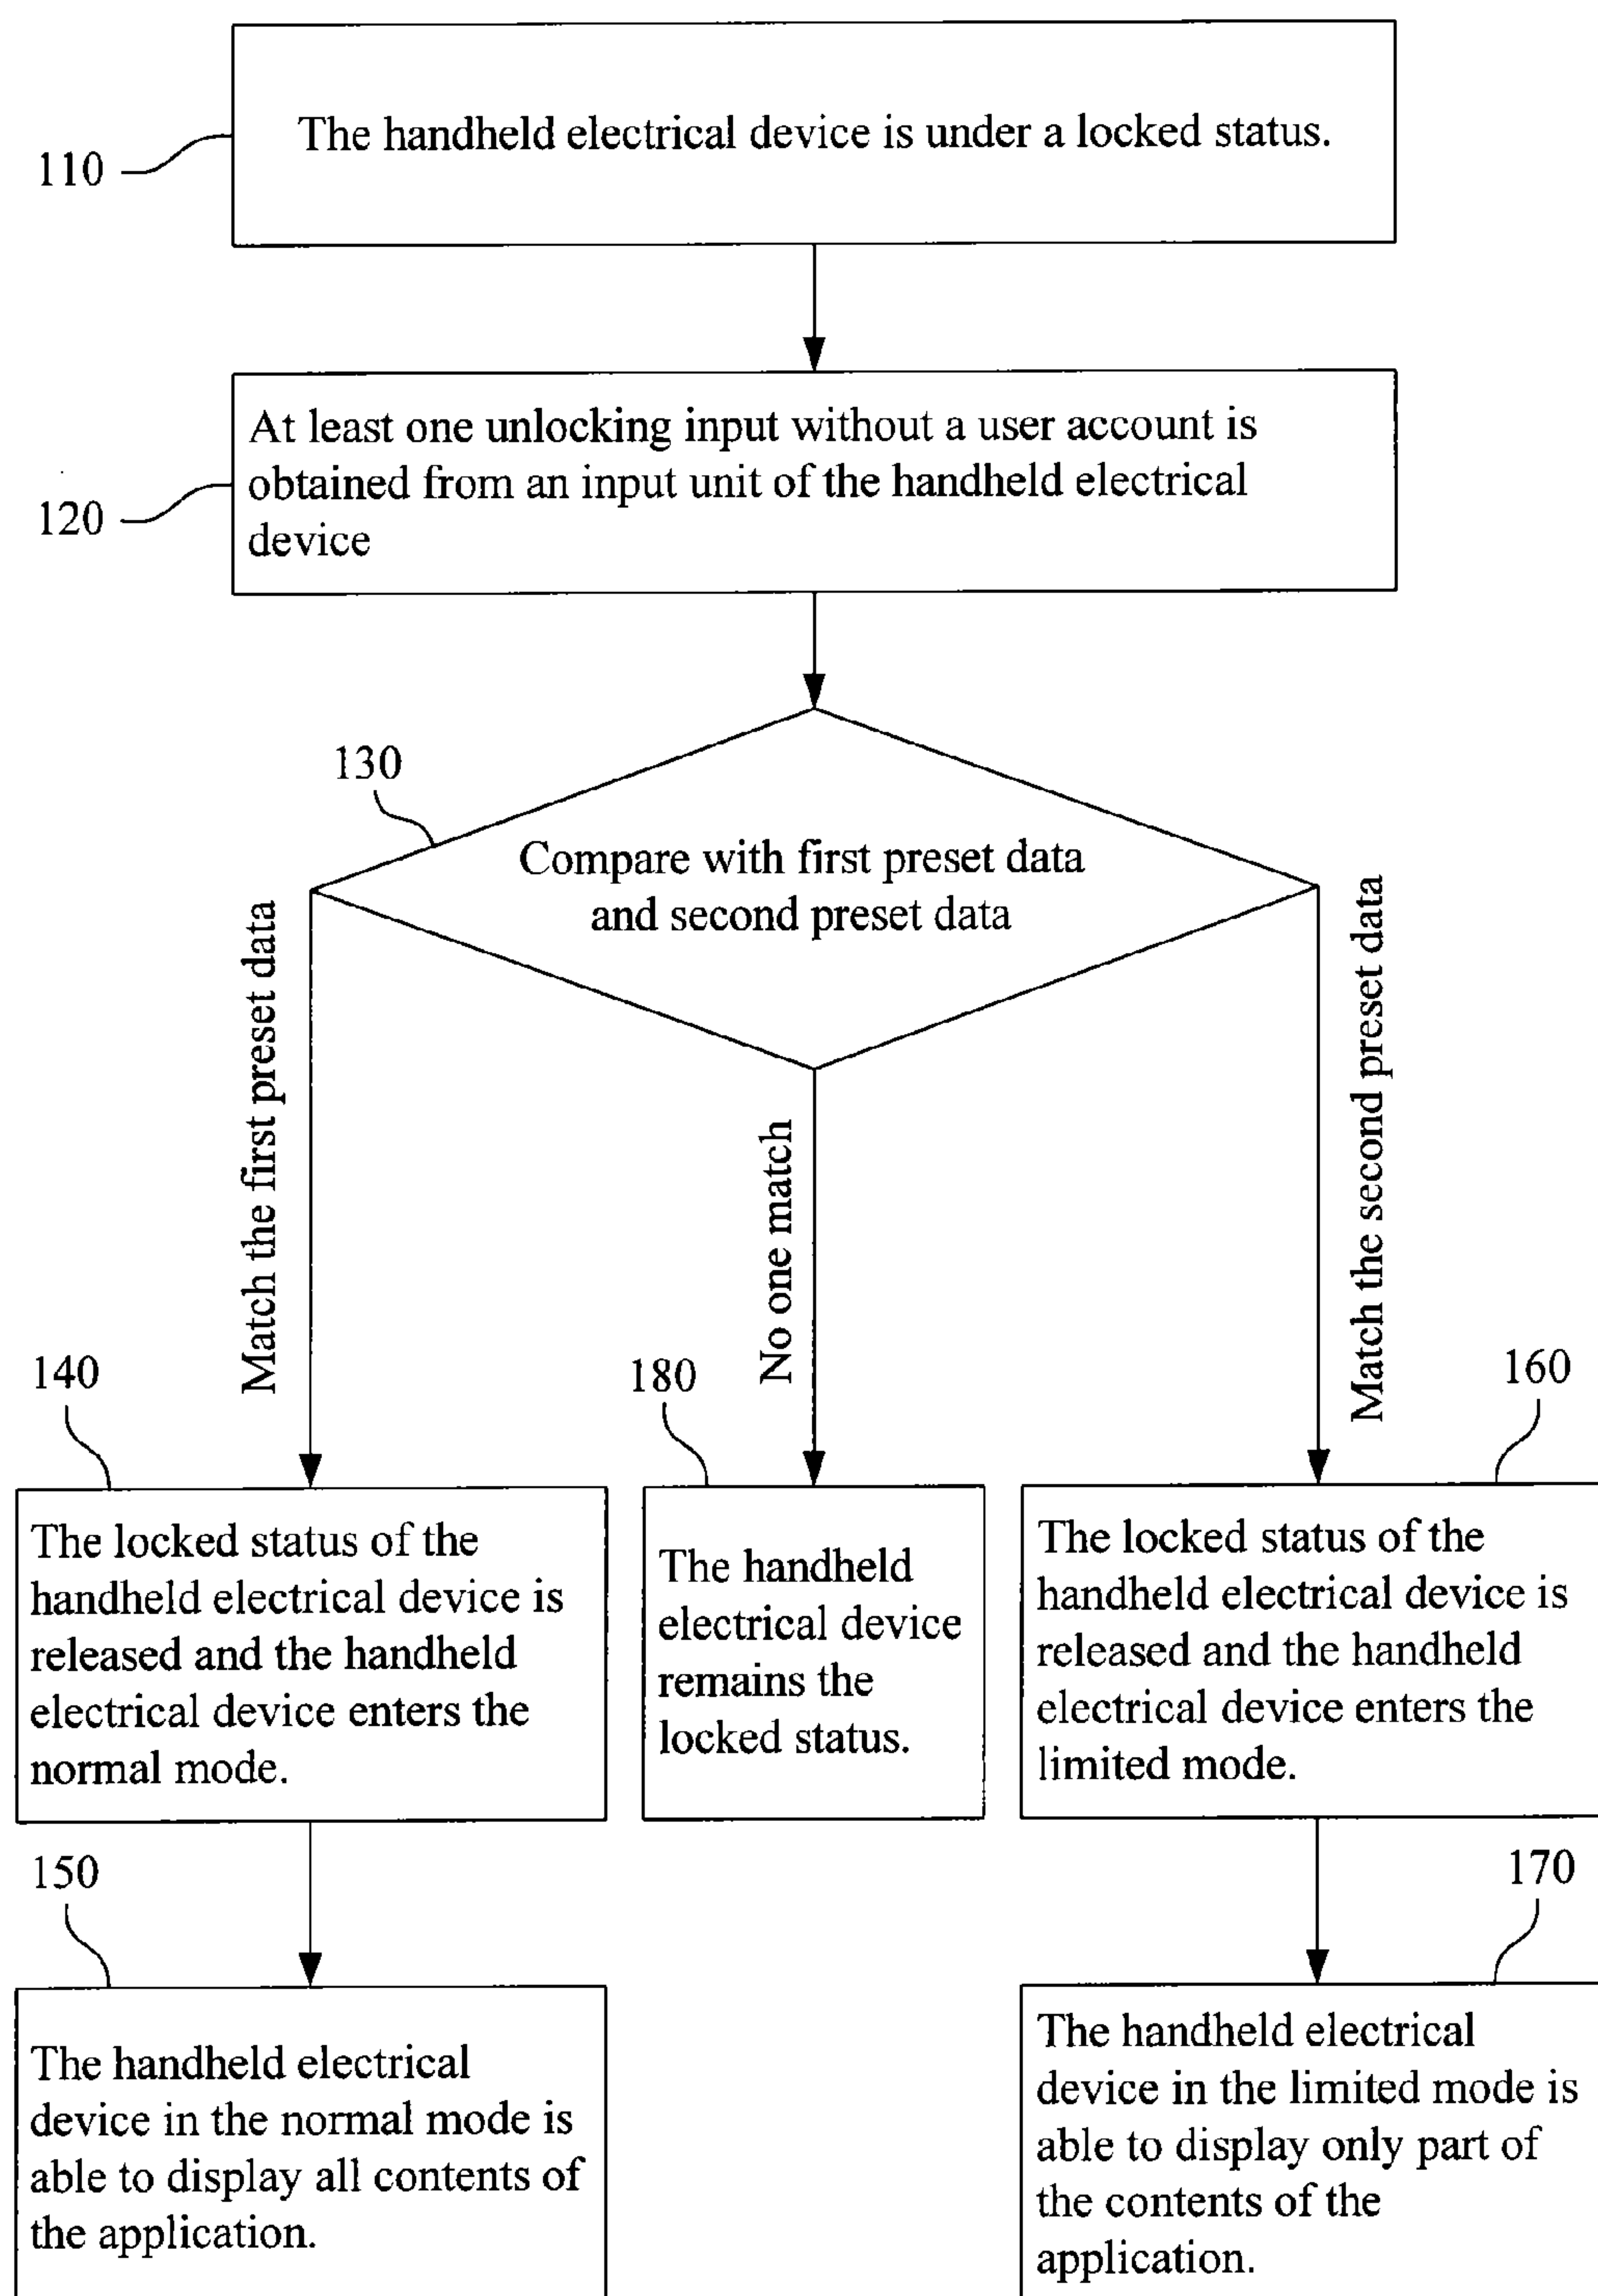 The handheld electrical device is under a locked status.
110
At least one unlocking input without a user account is
obtained from an input unit of the handheld electrical
device
120
130
Compare with first preset data
and second preset data
Match the first preset data
No one match
Match the second preset data
140
180
160
The locked status of the
handheld electrical device is
released and the handheld
electrical device enters the
normal mode.
The handheld
electrical device
remains the
locked status.
The locked status of the
handheld electrical device is
released and the handheld
electrical device enters the
limited mode.
150
170
The handheld electrical
device in the normal mode is
able to display all contents of
the application.
The handheld electrical
device in the limited mode is
able to display only part of
the contents of the
application.